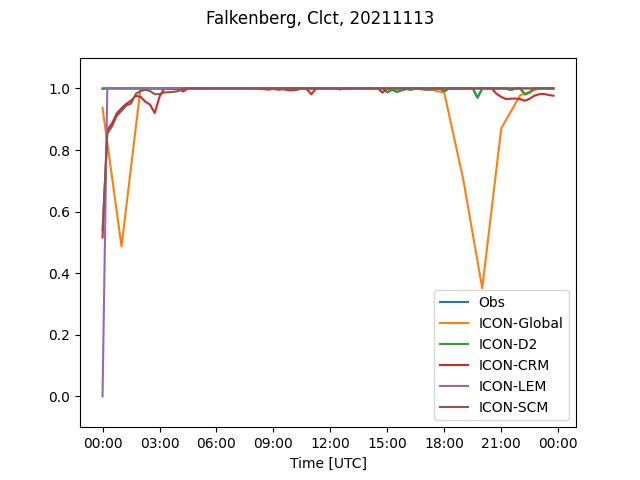 Falkenberg, Clct, 20211113
1.0
0.8
0.6
0.4
0.2
0.0
Obs
ICON-Global
ICON-D2
ICON-CRM
ICON-LEM
ICON-SCM
00:00 03:00 06:00 09:00 12:00 15:00 18:00 21:00 00:00
Time [UTC]